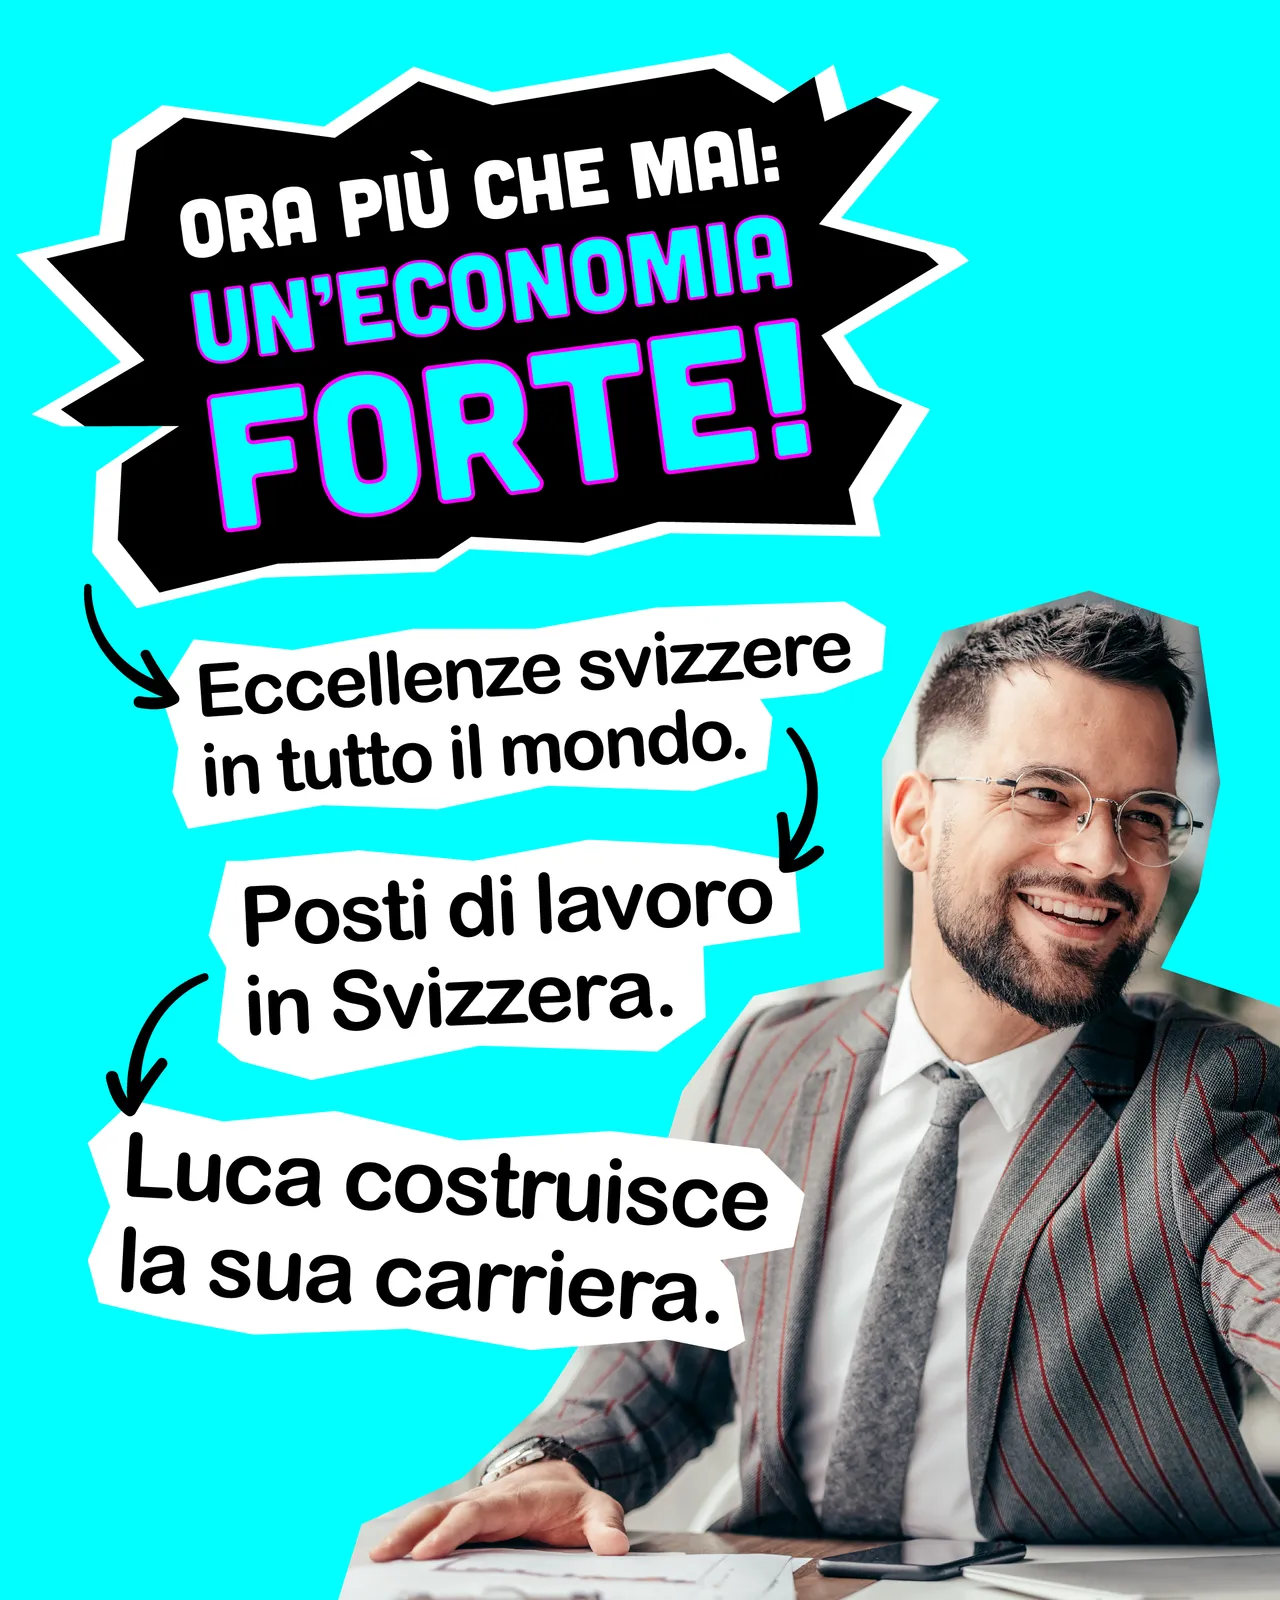 ORA PIÙ CHE MAI:
UN'ECONOMIA
FORTE!
Eccellenze svizzere
in tutto il mondo.
Posti di lavoro
in Svizzera.
Luca costruisce
la sua carriera.